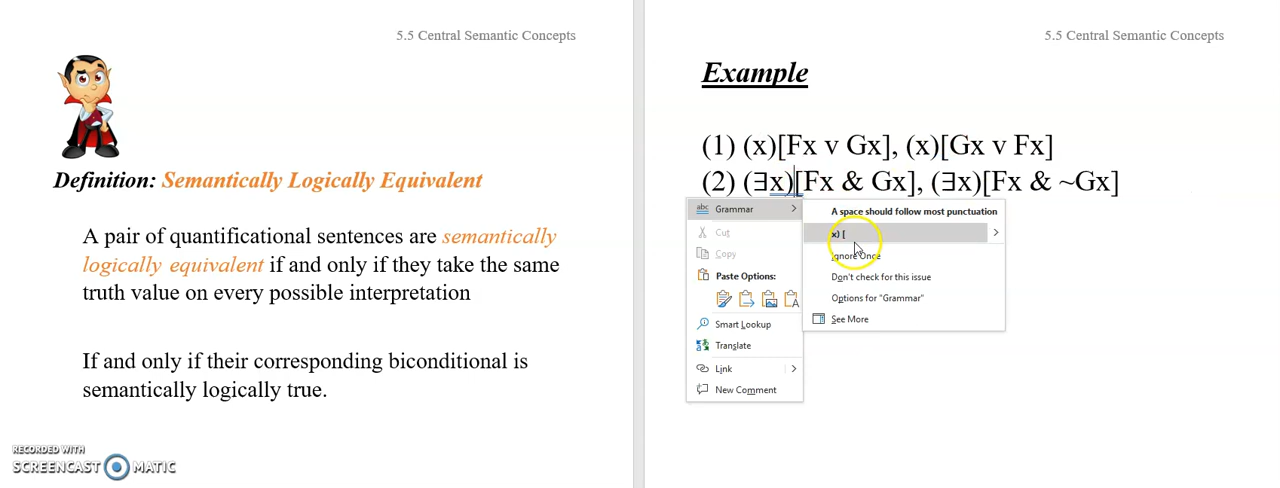 5.5 Central Semantic Concepts
Definition: Semantically Logically Equivalent
A pair of quantificational sentences are semantically
logically equivalent if and only if they take the same
truth value on every possible interpretation
If and only if their corresponding biconditional is
semantically logically true.
RECORDED WITH
SCREENCAST MATIC
5.5 Central Semantic Concepts
Example
(1) (x)[Fx v Gx], (x)[Gx v Fx]
(2) (∃x)[Fx & Gx], (∃x)[Fx & ~Gx]
abc Grammar
Cut
Copy
Paste Options:
Smart Lookup
Translate
Link
New Comment
A space should follow most punctuation
x) [
Ignore Once
Don't check for this issue
Options for "Grammar"
See More